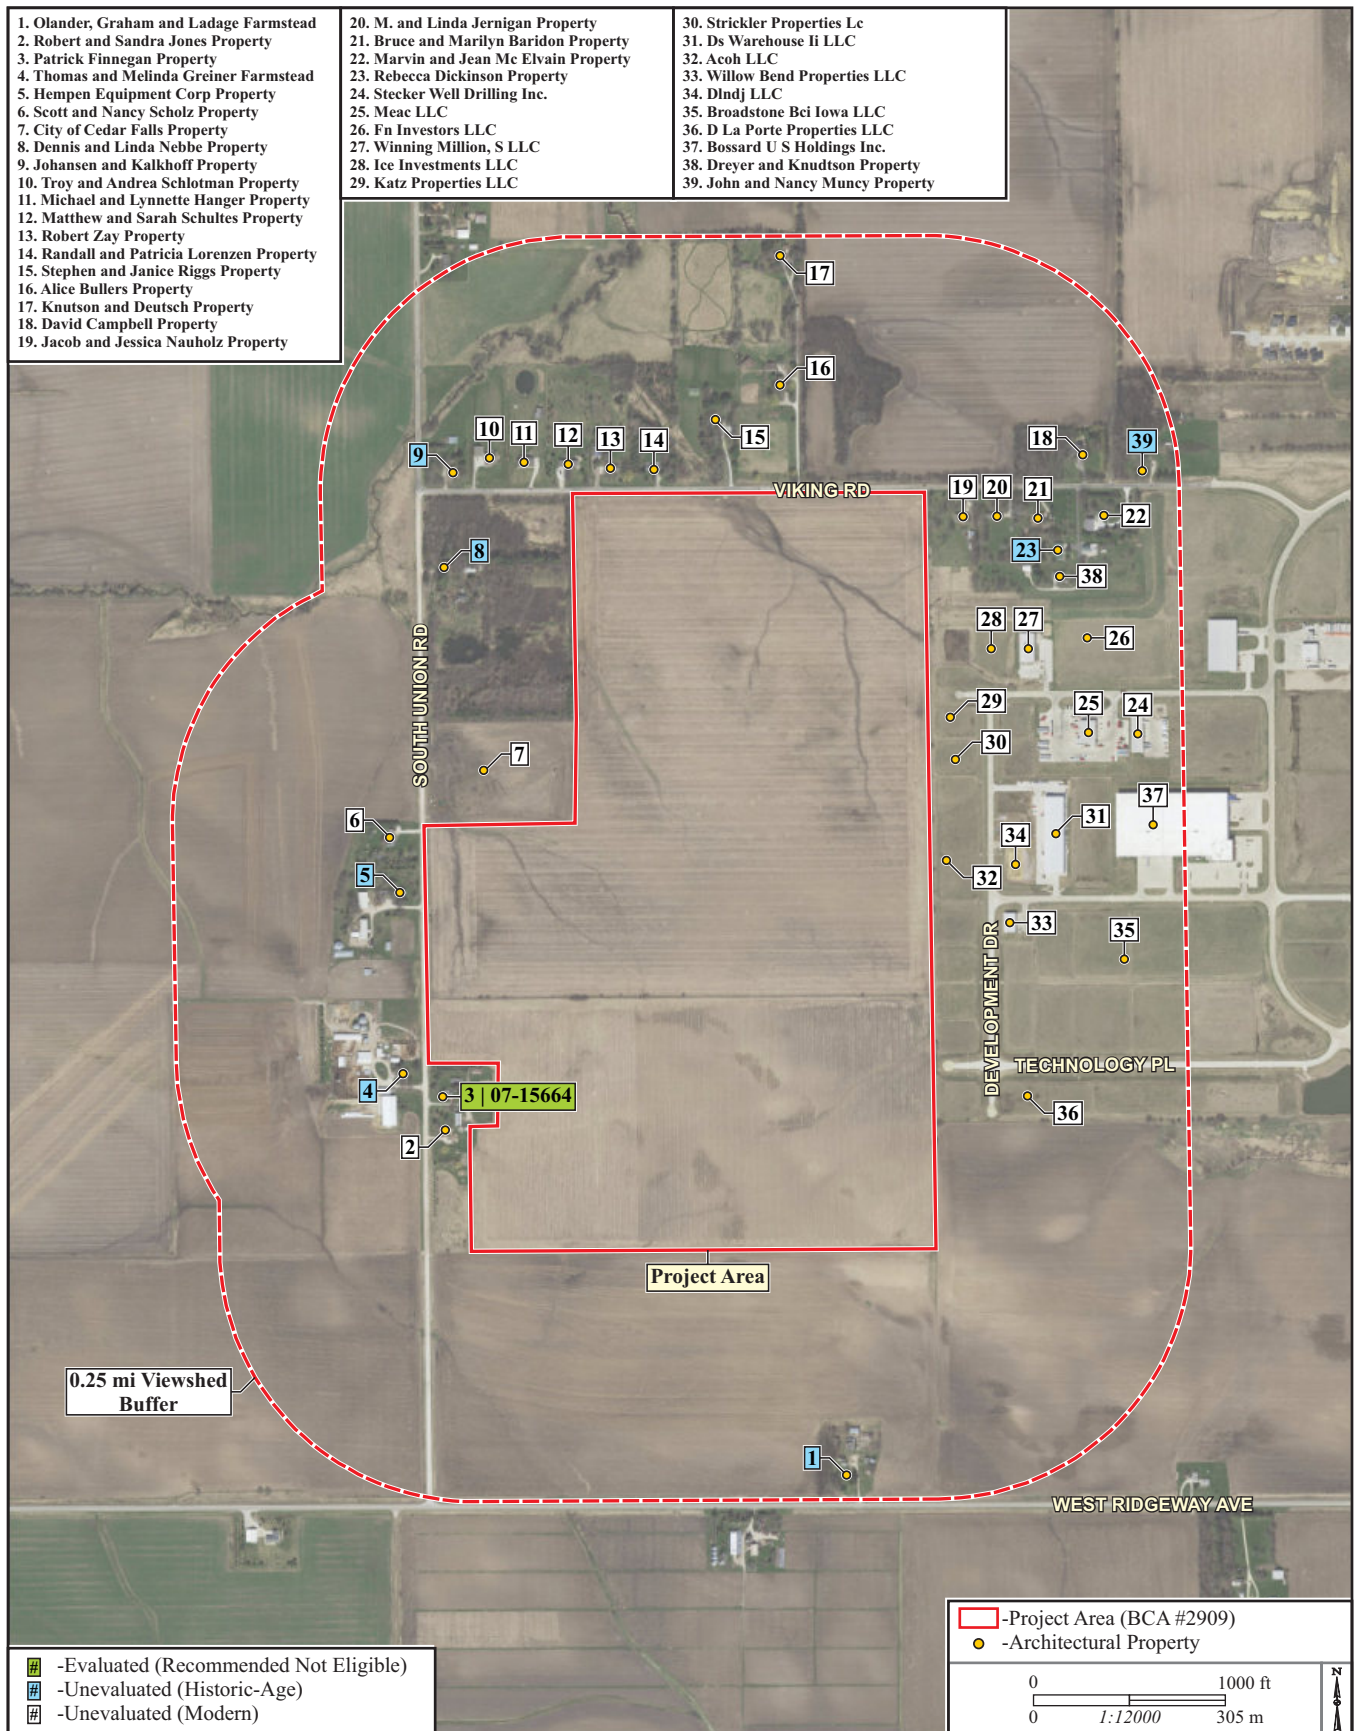 1. Olander, Graham and Ladage Farmstead
2. Robert and Sandra Jones Property
3. Patrick Finnegan Property
4. Thomas and Melinda Greiner Farmstead
5. Hempen Equipment Corp Property
6. Scott and Nancy Scholz Property
7. City of Cedar Falls Property
8. Dennis and Linda Nebbe Property
9. Johansen and Kalkhoff Property
10. Troy and Andrea Schlotman Property
11. Michael and Lynnette Hanger Property
12. Matthew and Sarah Schultes Property
13. Robert Zay Property
14. Randall and Patricia Lorenzen Property
15. Stephen and Janice Riggs Property
16. Alice Bullers Property
17. Knutson and Deutsch Property
18. David Campbell Property
19. Jacob and Jessica Nauholz Property
20. M. and Linda Jernigan Property
21. Bruce and Marilyn Baridon Property
22. Marvin and Jean Mc Elvain Property
23. Rebecca Dickinson Property
24. Stecker Well Drilling Inc.
25. Meac LLC
26. Fn Investors LLC
27. Winning Million, S LLC
28. Ice Investments LLC
29. Katz Properties LLC
30. Strickler Properties Lc
31. Ds Warehouse Ii LLC
32. Acoh LLC
33. Willow Bend Properties LLC
34. Dlndj LLC
35. Broadstone Bci Iowa LLC
36. D La Porte Properties LLC
37. Bossard U S Holdings Inc.
38. Dreyer and Knudtson Property
39. John and Nancy Muncy Property
17
16
15
10
11
12
13
14
9
18
39
VIKING RD
19
20
21
22
8
23
38
28
27
26
SOUTH UNION RD
29
25
24
30
7
6
37
31
34
5
32
33
35
DEVELOPMENT DR
TECHNOLOGY PL
4
3 | 07-15664
36
2
Project Area
0.25 mi Viewshed
Buffer
1
WEST RIDGEWAY AVE
# -Evaluated (Recommended Not Eligible)
# -Unevaluated (Historic-Age)
# -Unevaluated (Modern)
-Project Area (BCA #2909)
-Architectural Property
0 1000 ft
0 1:12000 305 m
N